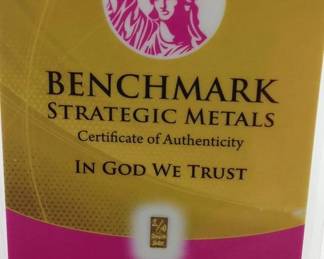 BENCHMARK
STRATEGIC METALS
Certificate of Authenticity
IN GOD WE TRUST